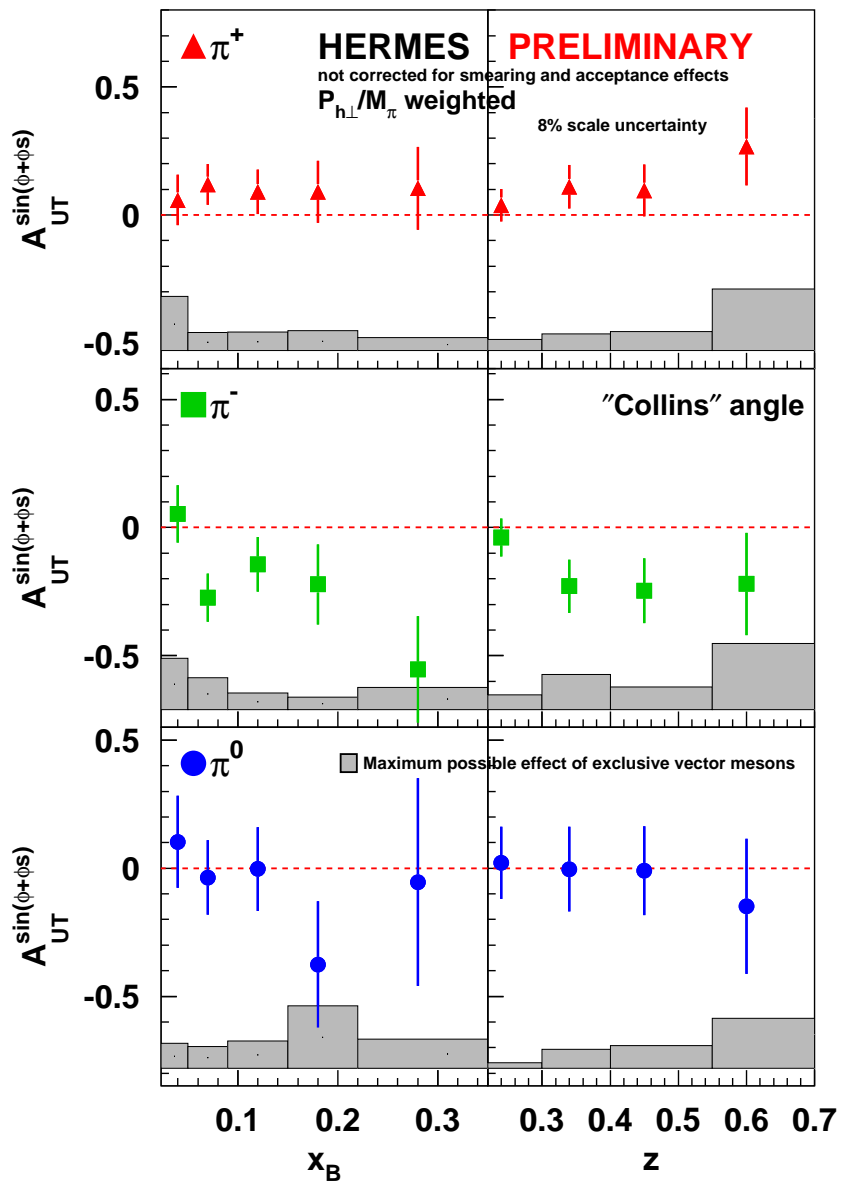 π+ HERMES PRELIMINARY
not corrected for smearing and acceptance effects
P_h⊥/M_π weighted
8% scale uncertainty
0.5
0
-0.5
A_UT^sin(ϕ+ϕs)
π- "Collins" angle
0.5
0
-0.5
A_UT^sin(ϕ+ϕs)
π0
Maximum possible effect of exclusive vector mesons
0.5
0
-0.5
A_UT^sin(ϕ+ϕs)
0.1 0.2 0.3 0.3 0.4 0.5 0.6 0.7
x_B z